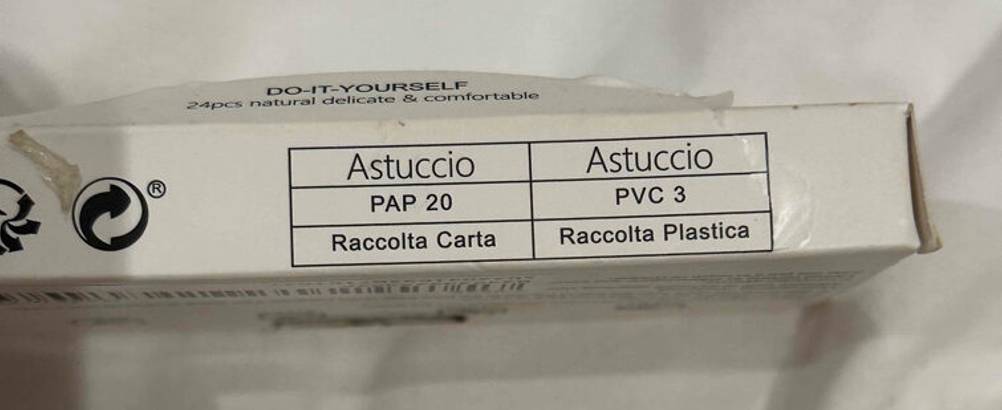 DO-IT-YOURSELF
24pcs natural delicate & comfortable
®
Astuccio Astuccio
PAP 20 PVC 3
Raccolta Carta Raccolta Plastica